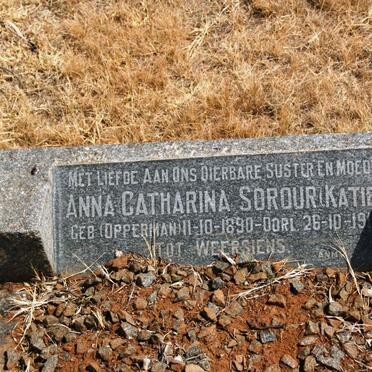 MET LIEFDE AAN ONS DIERBARE SUSTER EN MOED
ANNA CATHARINA SOROUR (KATIE
GEB (OPPERMAN) 11-10-1890-OORL 26-10-19
TOT WEERSIENS